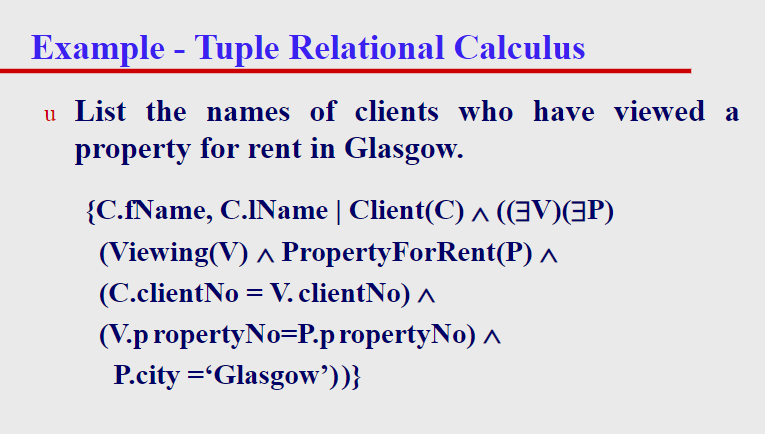 Example - Tuple Relational Calculus
u List the names of clients who have viewed a
property for rent in Glasgow.
{C.fName, C.lName | Client(C) ∧ ((∃V)(∃P)
(Viewing(V) ∧ PropertyForRent(P) ∧
(C.clientNo = V. clientNo) ∧
(V.p ropertyNo=P.p ropertyNo) ∧
P.city =‘Glasgow’))}